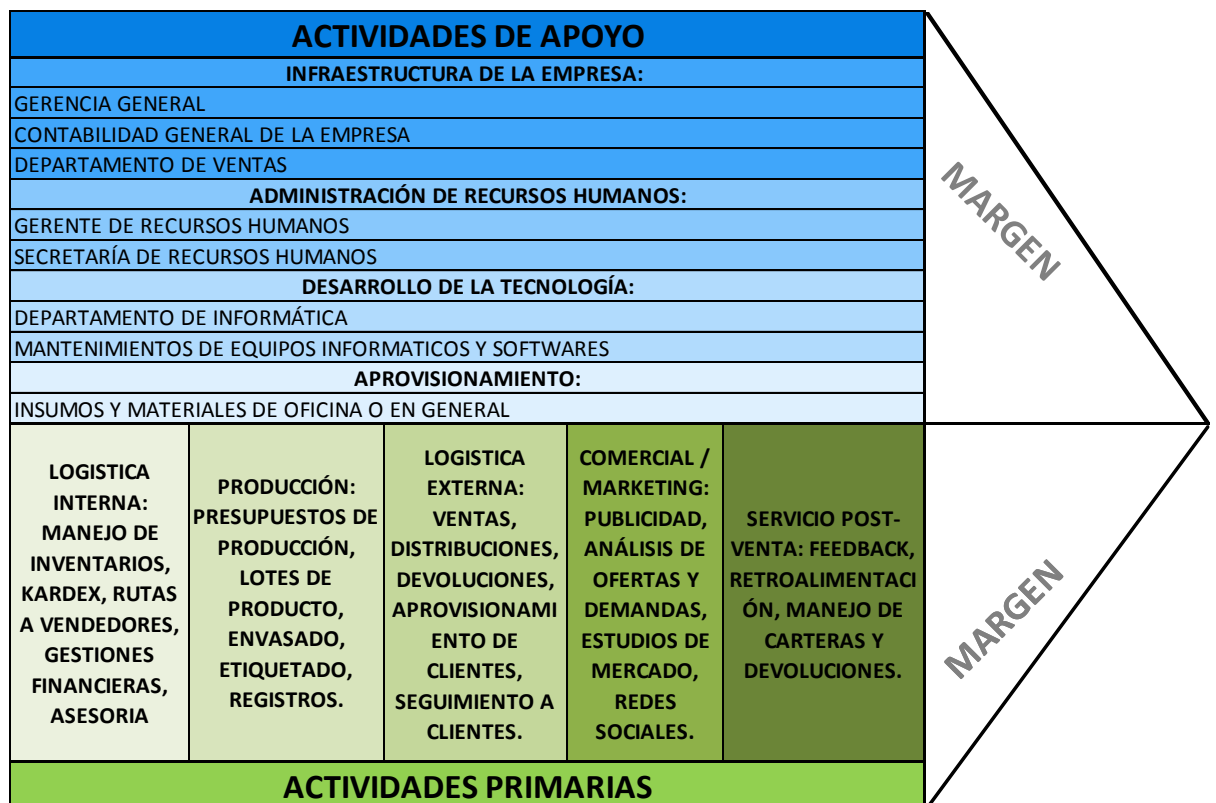 ACTIVIDADES DE APOYO
INFRAESTRUCTURA DE LA EMPRESA:
GERENCIA GENERAL
CONTABILIDAD GENERAL DE LA EMPRESA
DEPARTAMENTO DE VENTAS
ADMINISTRACIÓN DE RECURSOS HUMANOS:
GERENTE DE RECURSOS HUMANOS
SECRETARÍA DE RECURSOS HUMANOS
DESARROLLO DE LA TECNOLOGÍA:
DEPARTAMENTO DE INFORMÁTICA
MANTENIMIENTOS DE EQUIPOS INFORMATICOS Y SOFTWARES
APROVISIONAMIENTO:
INSUMOS Y MATERIALES DE OFICINA O EN GENERAL
MARGEN
LOGISTICA
INTERNA:
MANEJO DE
INVENTARIOS,
KARDEX, RUTAS
A VENDEDORES,
GESTIONES
FINANCIERAS,
ASESORIA
PRODUCCIÓN:
PRESUPUESTOS DE
PRODUCCIÓN,
LOTES DE
PRODUCTO,
ENVASADO,
ETIQUETADO,
REGISTROS.
LOGISTICA
EXTERNA:
VENTAS,
DISTRIBUCIONES,
DEVOLUCIONES,
APROVISIONAMI
ENTO DE
CLIENTES,
SEGUIMIENTO A
CLIENTES.
COMERCIAL /
MARKETING:
PUBLICIDAD,
ANÁLISIS DE
OFERTAS Y
DEMANDAS,
ESTUDIOS DE
MERCADO,
REDES
SOCIALES.
SERVICIO POST-
VENTA: FEEDBACK,
RETROALIMENTACI
ÓN, MANEJO DE
CARTERAS Y
DEVOLUCIONES.
MARGEN
ACTIVIDADES PRIMARIAS